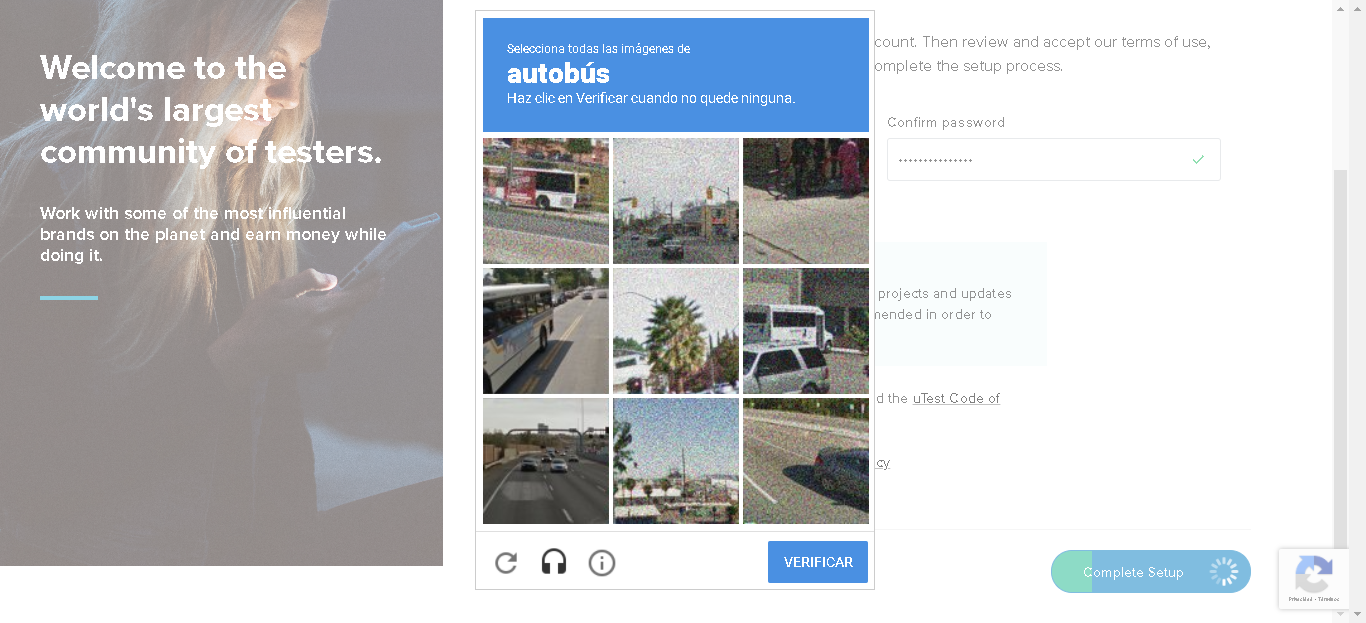 Welcome to the
world's largest
community of testers.
Work with some of the most influential
brands on the planet and earn money while
doing it.
Selecciona todas las imágenes de
autobús
Haz clic en Verificar cuando no quede ninguna.
VERIFICAR
count. Then review and accept our terms of use,
omplete the setup process.
Confirm password
projects and updates
mended in order to
d the uTest Code of
cy
Complete Setup
Privacidad - Términos